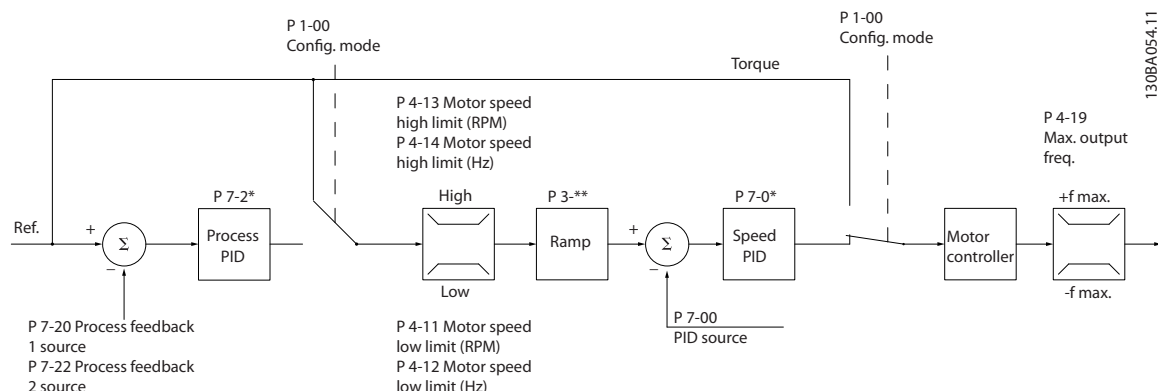 P 1-00
Config. mode
P 1-00
Config. mode
130BA054.11
Torque
P 4-13 Motor speed
high limit (RPM)
P 4-14 Motor speed
high limit (Hz)
P 4-19
Max. output
freq.
P 7-2*
High
P 3-**
P 7-0*
+f max.
Ref.
+
Σ
−
Process
PID
Ramp
+
Σ
−
Speed
PID
Motor
controller
Low
-f max.
P 7-20 Process feedback
1 source
P 7-22 Process feedback
2 source
P 4-11 Motor speed
low limit (RPM)
P 4-12 Motor speed
low limit (Hz)
P 7-00
PID source